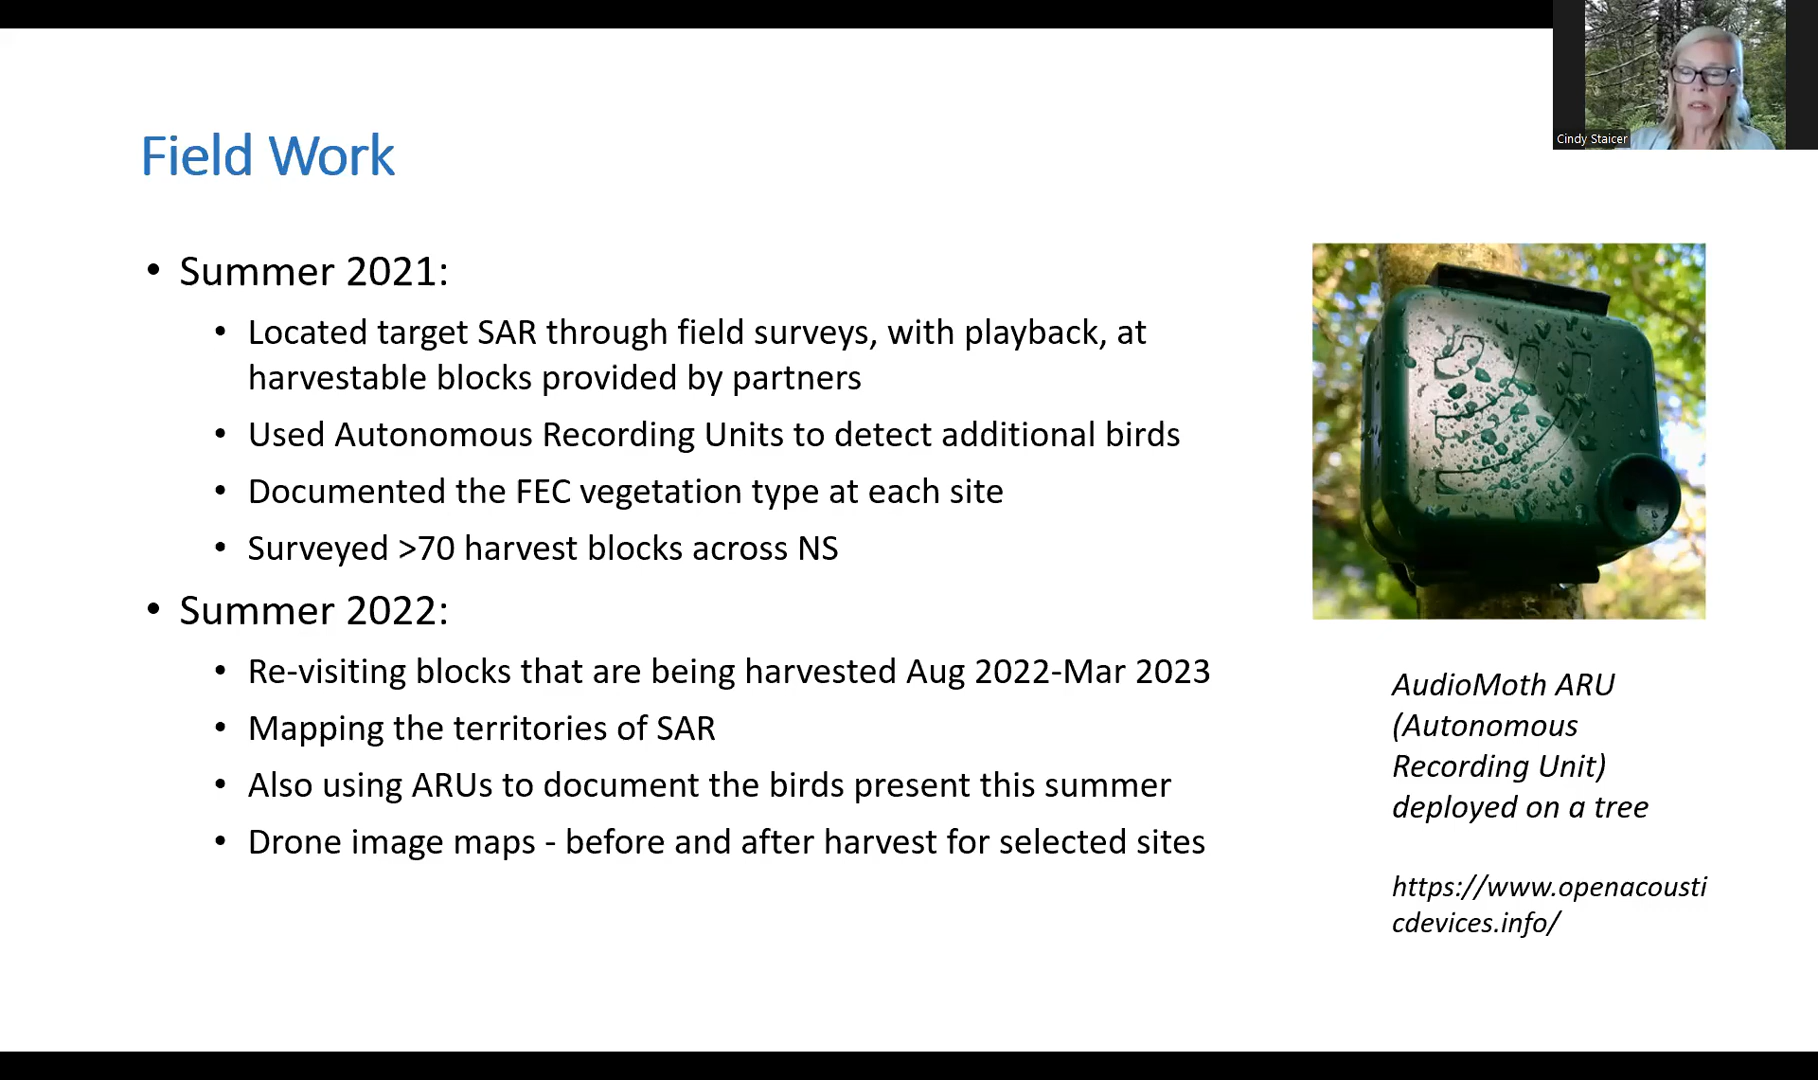 Cindy Staicer
Field Work
• Summer 2021:
• Located target SAR through field surveys, with playback, at
harvestable blocks provided by partners
• Used Autonomous Recording Units to detect additional birds
• Documented the FEC vegetation type at each site
• Surveyed >70 harvest blocks across NS
• Summer 2022:
• Re-visiting blocks that are being harvested Aug 2022-Mar 2023
• Mapping the territories of SAR
• Also using ARUs to document the birds present this summer
• Drone image maps - before and after harvest for selected sites
AudioMoth ARU
(Autonomous
Recording Unit)
deployed on a tree
https://www.openacousti
cdevices.info/